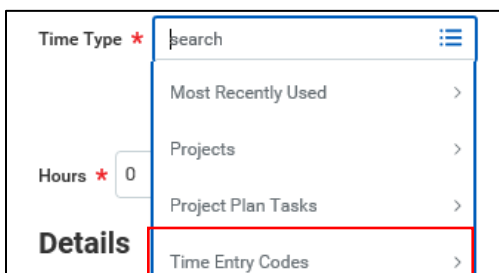 Time Type * search
Most Recently Used
Projects
Hours * 0
Project Plan Tasks
Details
Time Entry Codes